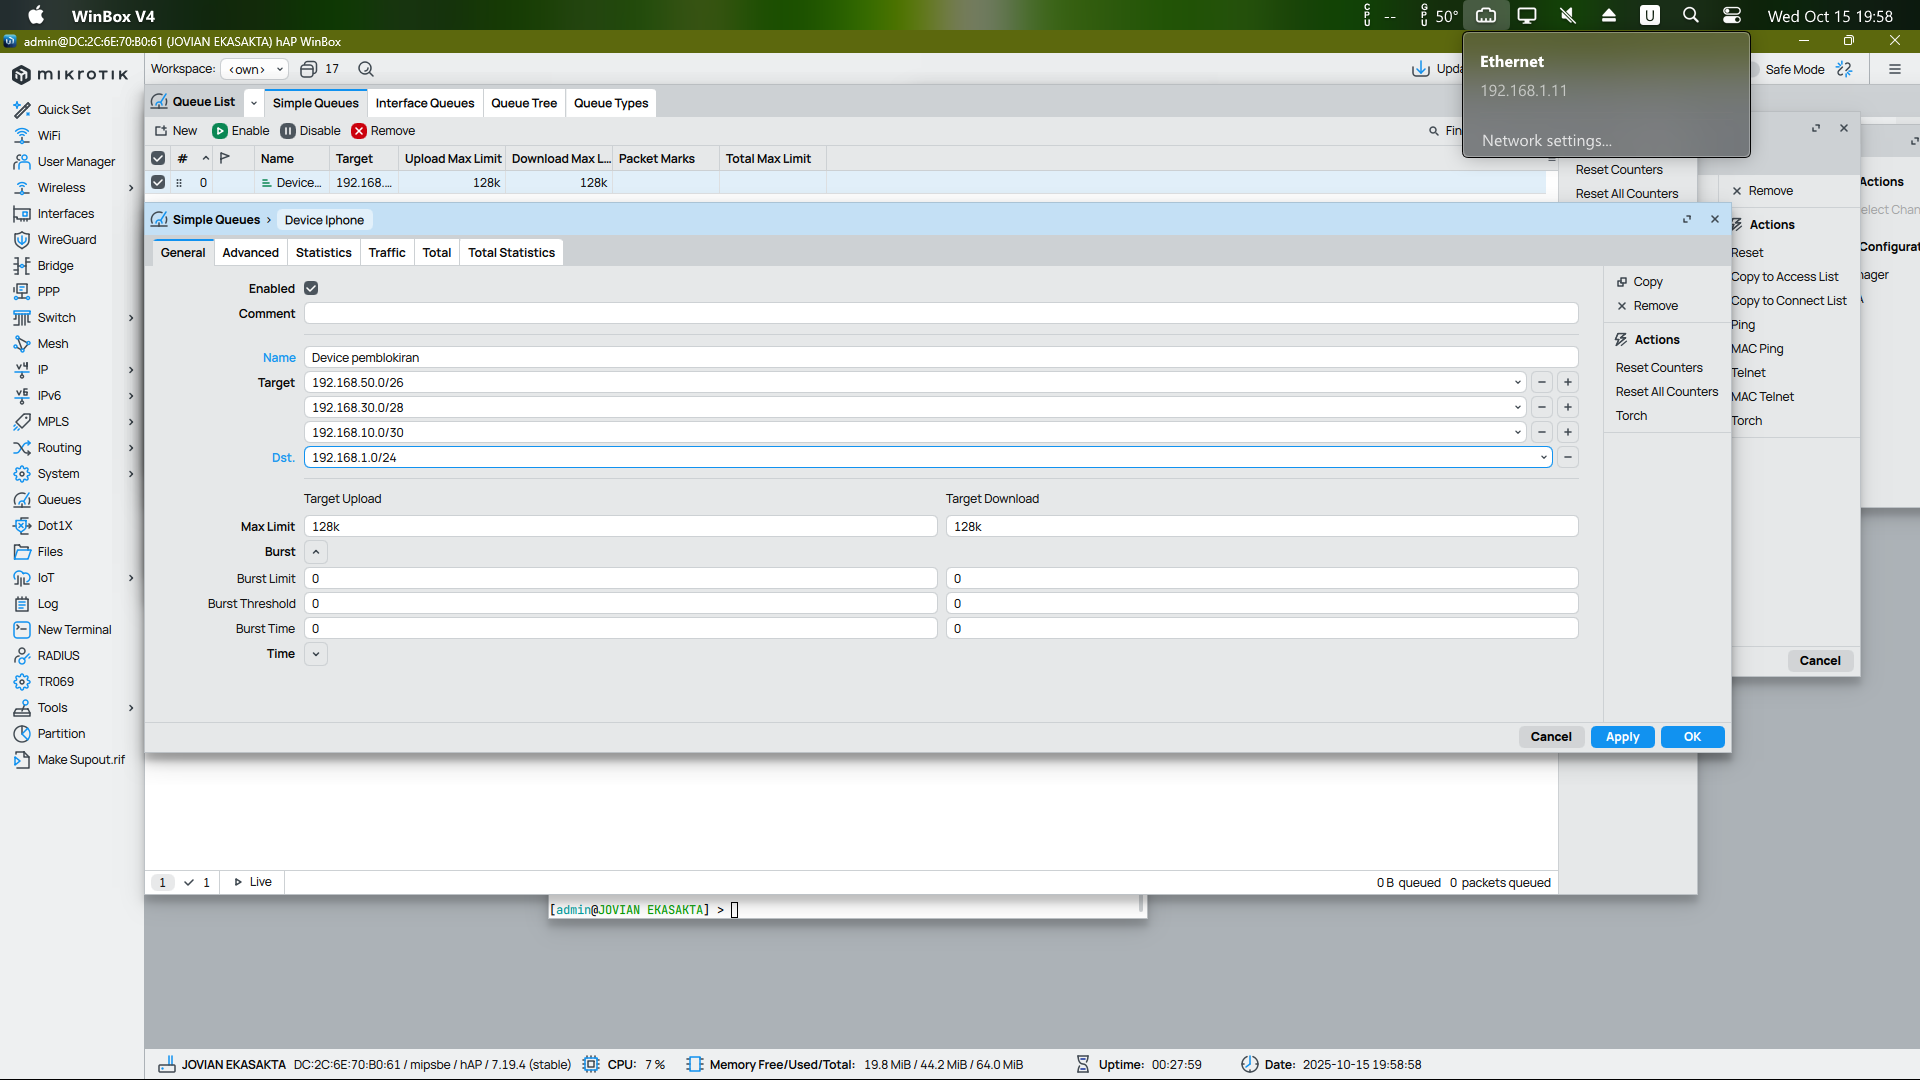 WinBox V4
CPU -- GPU 50° U Wed Oct 15 19:58
admin@DC:2C:6E:70:B0:61 (JOVIAN EKASAKTA) hAP WinBox
Ethernet
192.168.1.11
Network settings...
MIKROTIK
Workspace: <own> 17
Safe Mode
Quick Set
WiFi
User Manager
Wireless
Interfaces
WireGuard
Bridge
PPP
Switch
Mesh
IP
IPv6
MPLS
Routing
System
Queues
Dot1X
Files
IoT
Log
New Terminal
RADIUS
TR069
Tools
Partition
Make Supout.rif
Queue List Simple Queues Interface Queues Queue Tree Queue Types
New Enable Disable Remove
# Name Target Upload Max Limit Download Max L... Packet Marks Total Max Limit
0 Device... 192.168.... 128k 128k
Reset Counters
Reset All Counters
Simple Queues > Device Iphone
General Advanced Statistics Traffic Total Total Statistics
Enabled
Comment
Name Device pemblokiran
Target 192.168.50.0/26
192.168.30.0/28
192.168.10.0/30
Dst. 192.168.1.0/24
Target Upload Target Download
Max Limit 128k 128k
Burst
Burst Limit 0 0
Burst Threshold 0 0
Burst Time 0 0
Time
Copy
Remove
Actions
Reset Counters
Reset All Counters
Torch
Cancel Apply OK
Remove
Actions
Reset
Copy to Access List
Copy to Connect List
Ping
MAC Ping
Telnet
MAC Telnet
Torch
Cancel
Actions
1 1 Live 0 B queued 0 packets queued
[admin@JOVIAN EKASAKTA] >
JOVIAN EKASAKTA DC:2C:6E:70:B0:61 / mipsbe / hAP / 7.19.4 (stable) CPU: 7 % Memory Free/Used/Total: 19.8 MiB / 44.2 MiB / 64.0 MiB Uptime: 00:27:59 Date: 2025-10-15 19:58:58